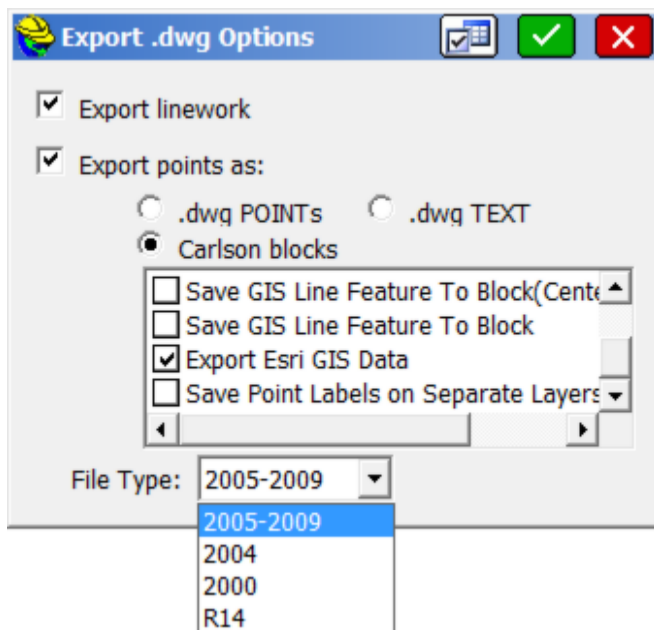 Export .dwg Options
Export linework
Export points as:
.dwg POINTs .dwg TEXT
Carlson blocks
Save GIS Line Feature To Block(Cente
Save GIS Line Feature To Block
Export Esri GIS Data
Save Point Labels on Separate Layers
File Type: 2005-2009
2005-2009
2004
2000
R14